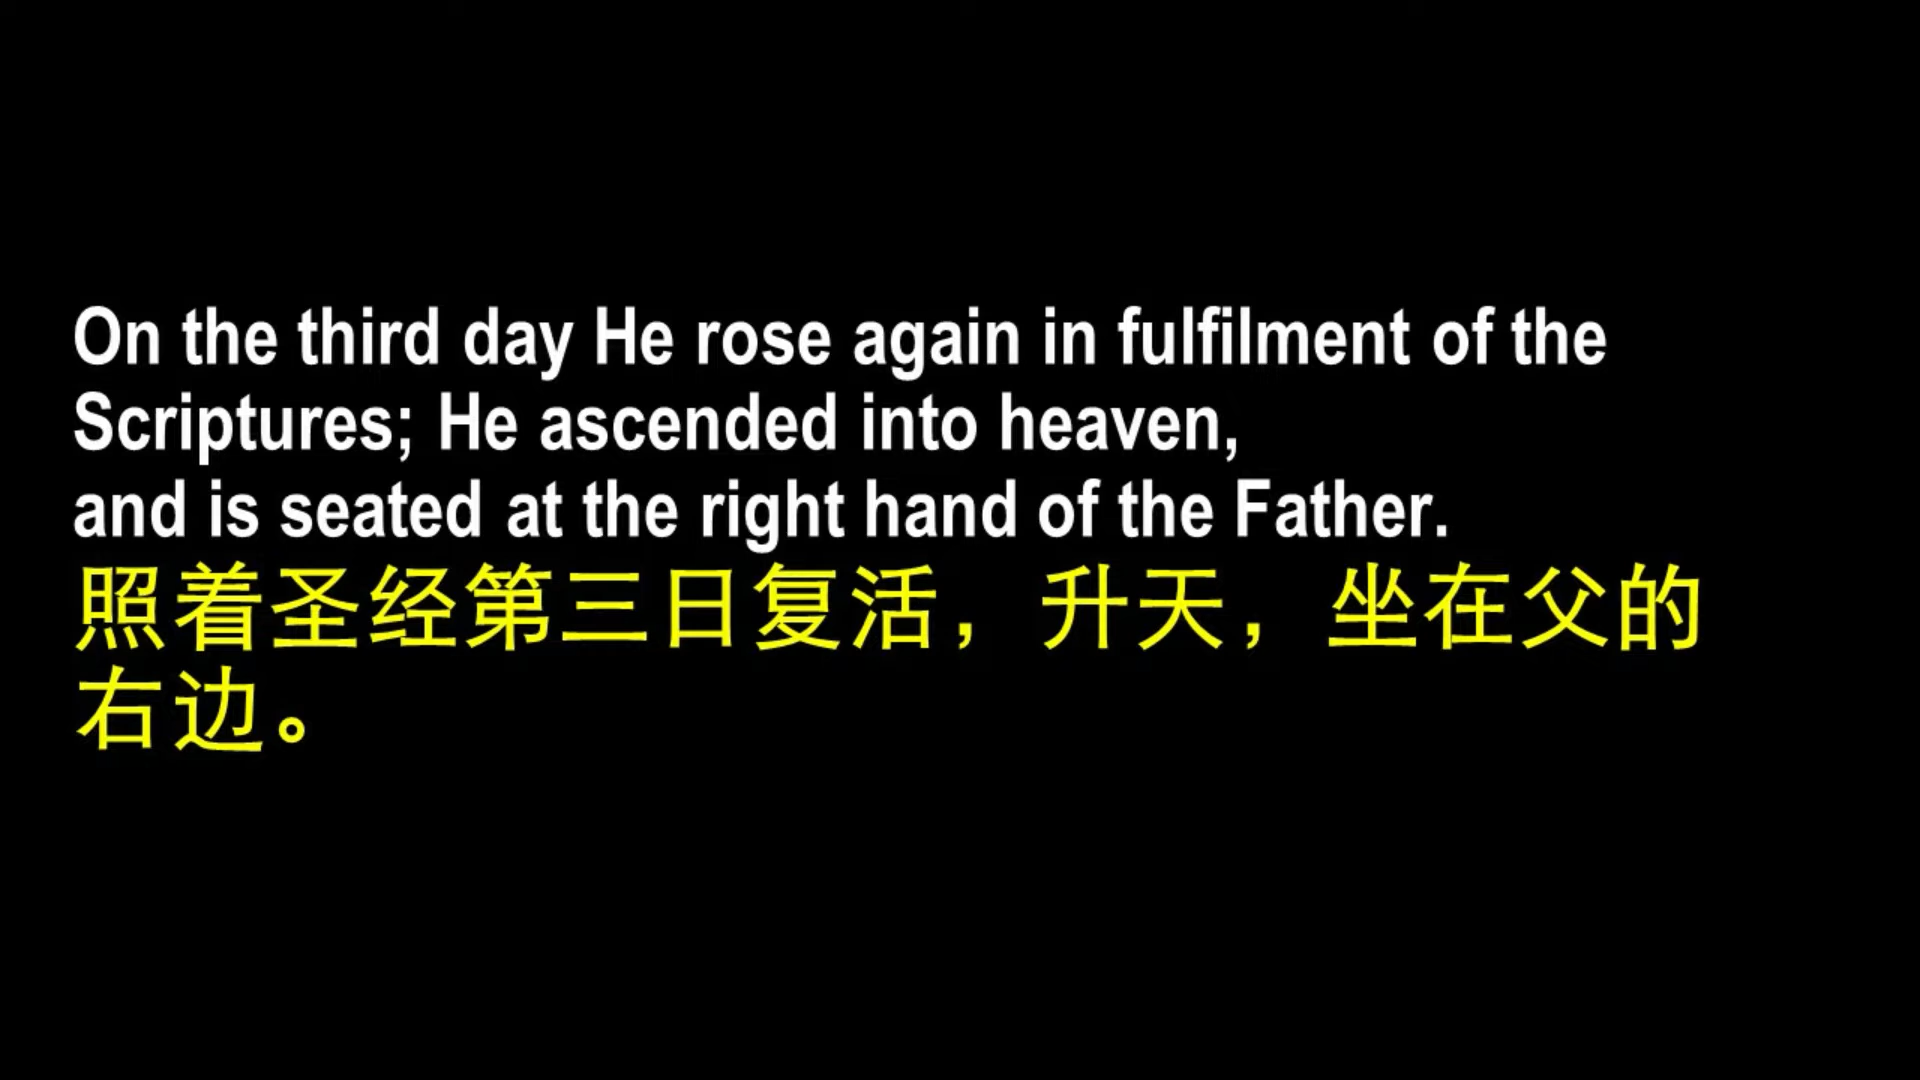 On the third day He rose again in fulfilment of the
Scriptures; He ascended into heaven,
and is seated at the right hand of the Father.
照着圣经第三日复活，升天，坐在父的
右边。